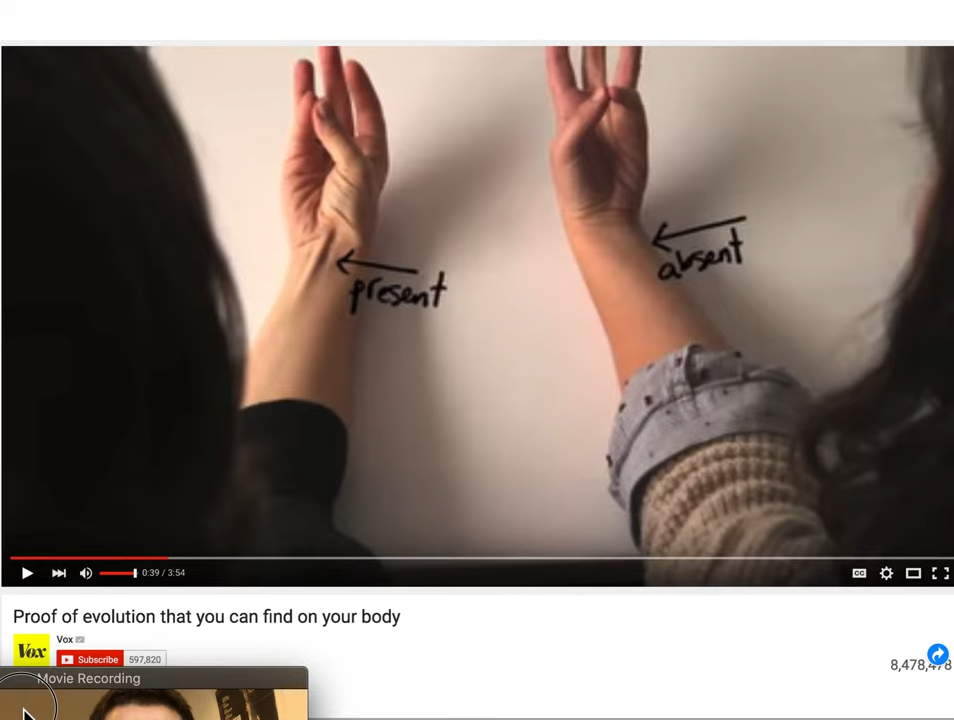 absent
present
0:39 / 3:54
CC
Proof of evolution that you can find on your body
Vox
Vox
Subscribe 597,820
8,478,478
Movie Recording